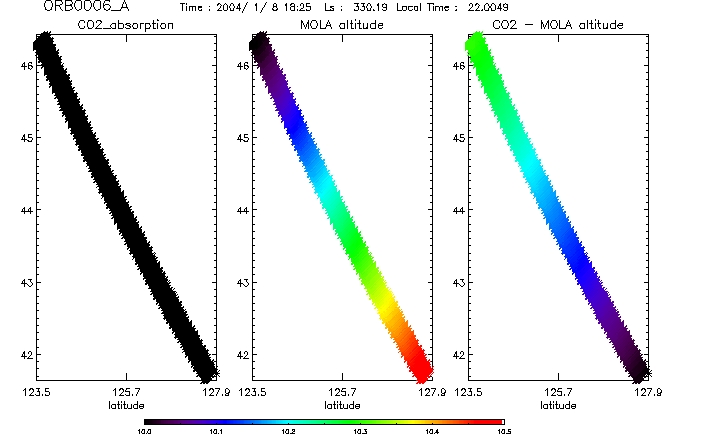 ORB0006_A Time : 2004/ 1/ 8 18:25 Ls : 330.19 Local Time : 22.0049
CO2_absorption MOLA altitude CO2 - MOLA altitude
46 46 46
45 45 45
44 44 44
43 43 43
42 42 42
123.5 125.7 127.9 123.5 125.7 127.9 123.5 125.7 127.9
latitude latitude latitude
10.0 10.1 10.2 10.3 10.4 10.5